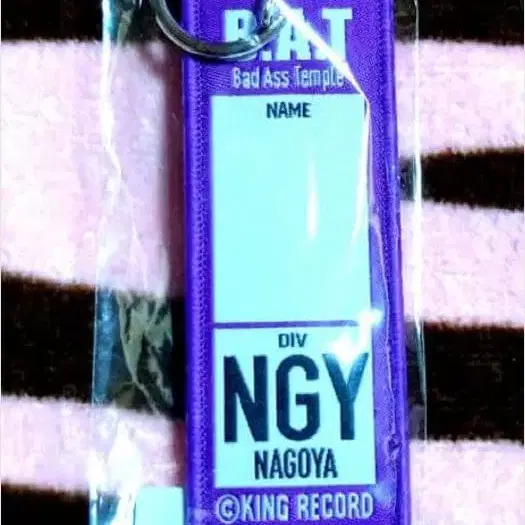 B.A.T
Bad Ass Temple
NAME
DIV
NGY
NAGOYA
©KING RECORD